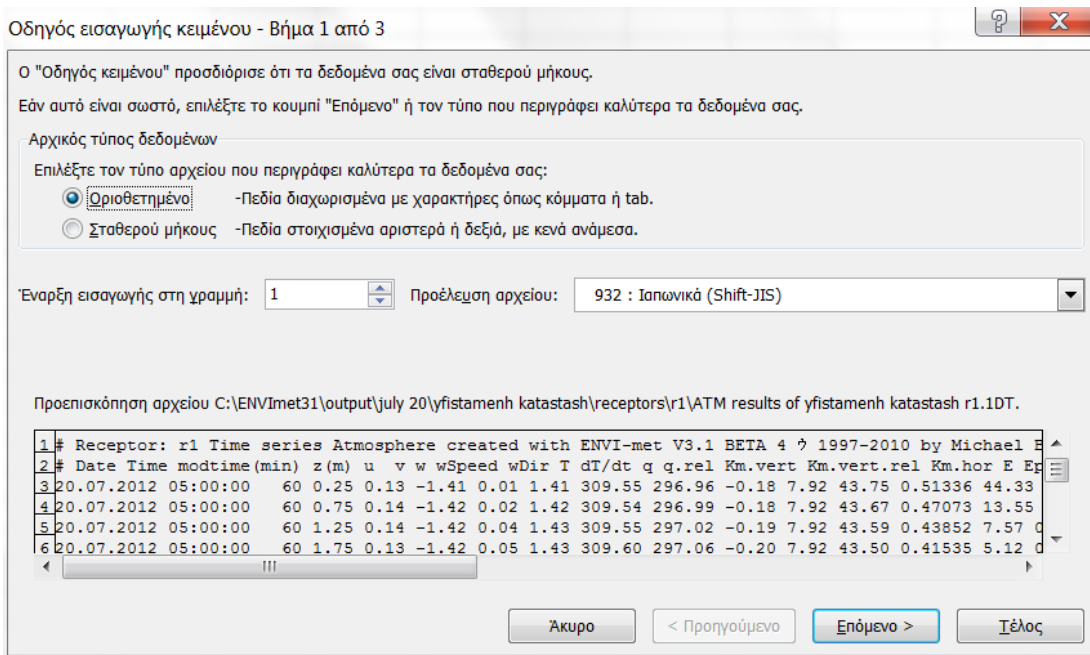 Οδηγός εισαγωγής κειμένου - Βήμα 1 από 3
Ο "Οδηγός κειμένου" προσδιόρισε ότι τα δεδομένα σας είναι σταθερού μήκους.
Εάν αυτό είναι σωστό, επιλέξτε το κουμπί "Επόμενο" ή τον τύπο που περιγράφει καλύτερα τα δεδομένα σας.
Αρχικός τύπος δεδομένων
Επιλέξτε τον τύπο αρχείου που περιγράφει καλύτερα τα δεδομένα σας:
Οριοθετημένο -Πεδία διαχωρισμένα με χαρακτήρες όπως κόμματα ή tab.
Σταθερού μήκους -Πεδία στοιχισμένα αριστερά ή δεξιά, με κενά ανάμεσα.
Έναρξη εισαγωγής στη γραμμή: 1 Προέλευση αρχείου: 932 : Ιαπωνικά (Shift-JIS)
Προεπισκόπηση αρχείου C:\ENVImet31\output\july 20\yfistamenh katastash\receptors\r1\ATM results of yfistamenh katastash r1.1DT.
1 # Receptor: r1 Time series Atmosphere created with ENVI-met V3.1 BETA 4 ｳ 1997-2010 by Michael
2 # Date Time modtime(min) z(m) u v w wSpeed wDir T dT/dt q q.rel Km.vert Km.vert.rel Km.hor E Ep
3 20.07.2012 05:00:00 60 0.25 0.13 -1.41 0.01 1.41 309.55 296.96 -0.18 7.92 43.75 0.51336 44.33
4 20.07.2012 05:00:00 60 0.75 0.14 -1.42 0.02 1.42 309.54 296.99 -0.18 7.92 43.67 0.47073 13.55
5 20.07.2012 05:00:00 60 1.25 0.14 -1.42 0.04 1.43 309.55 297.02 -0.19 7.92 43.59 0.43852 7.57
6 20.07.2012 05:00:00 60 1.75 0.13 -1.42 0.05 1.43 309.60 297.06 -0.20 7.92 43.50 0.41535 5.12
Άκυρο < Προηγούμενο Επόμενο > Τέλος